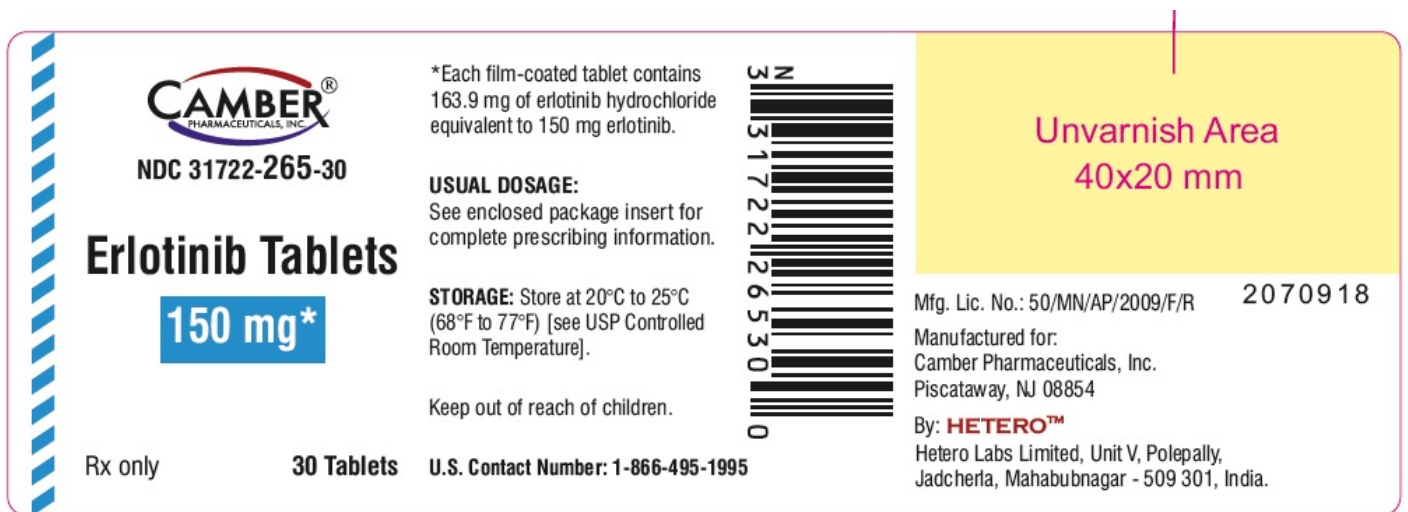 CAMBER®
PHARMACEUTICALS, INC.
NDC 31722-265-30
Erlotinib Tablets
150 mg*
Rx only
30 Tablets
*Each film-coated tablet contains
163.9 mg of erlotinib hydrochloride
equivalent to 150 mg erlotinib.
USUAL DOSAGE:
See enclosed package insert for
complete prescribing information.
STORAGE: Store at 20°C to 25°C
(68°F to 77°F) [see USP Controlled
Room Temperature].
Keep out of reach of children.
U.S. Contact Number: 1-866-495-1995
N
3 31722 26530 0
Unvarnish Area
40x20 mm
Mfg. Lic. No.: 50/MN/AP/2009/F/R
2070918
Manufactured for:
Camber Pharmaceuticals, Inc.
Piscataway, NJ 08854
By: HETERO™
Hetero Labs Limited, Unit V, Polepally,
Jadcherla, Mahabubnagar - 509 301, India.